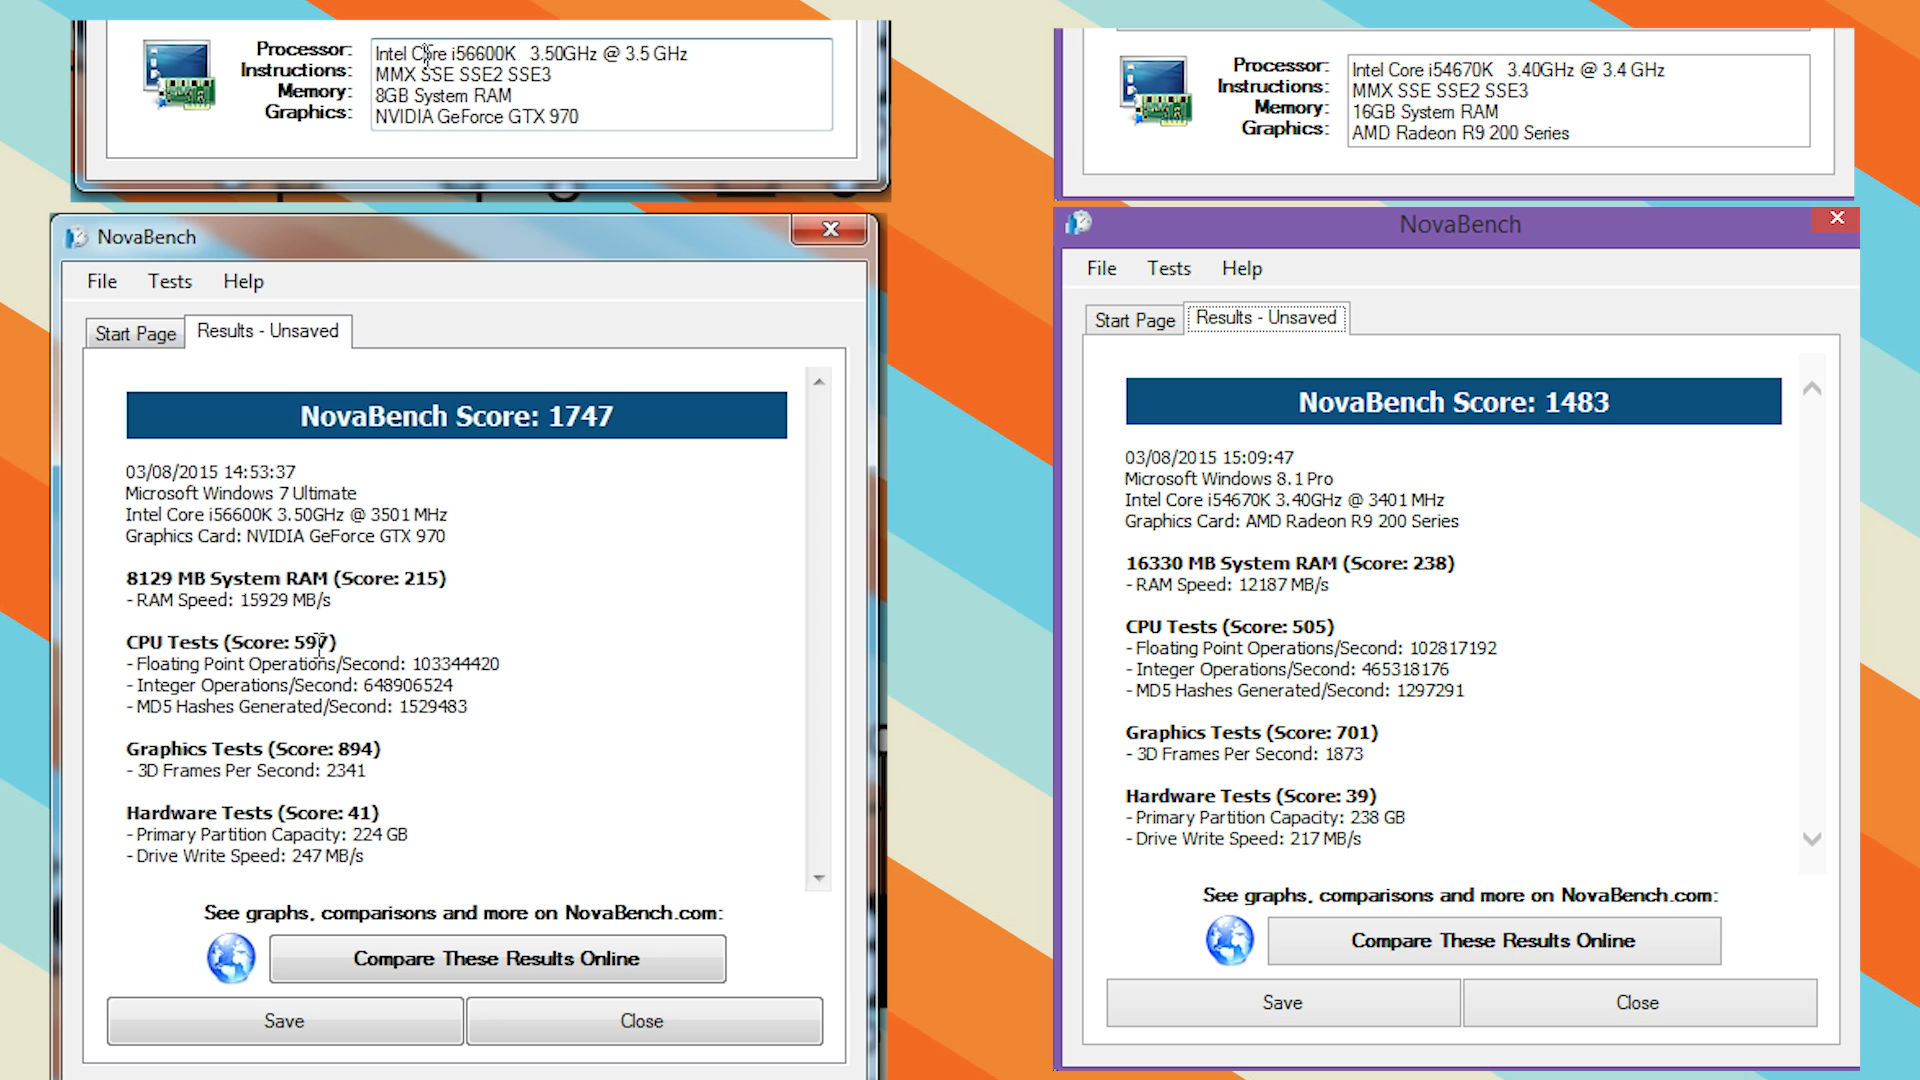 Processor: Intel Core i56600K 3.50GHz @ 3.5 GHz
Instructions: MMX SSE SSE2 SSE3
Memory: 8GB System RAM
Graphics: NVIDIA GeForce GTX 970
NovaBench
File Tests Help
Start Page Results - Unsaved
NovaBench Score: 1747
03/08/2015 14:53:37
Microsoft Windows 7 Ultimate
Intel Core i56600K 3.50GHz @ 3501 MHz
Graphics Card: NVIDIA GeForce GTX 970
8129 MB System RAM (Score: 215)
- RAM Speed: 15929 MB/s
CPU Tests (Score: 597)
- Floating Point Operations/Second: 103344420
- Integer Operations/Second: 648906524
- MD5 Hashes Generated/Second: 1529483
Graphics Tests (Score: 894)
- 3D Frames Per Second: 2341
Hardware Tests (Score: 41)
- Primary Partition Capacity: 224 GB
- Drive Write Speed: 247 MB/s
See graphs, comparisons and more on NovaBench.com:
Compare These Results Online
Save Close
Processor: Intel Core i54670K 3.40GHz @ 3.4 GHz
Instructions: MMX SSE SSE2 SSE3
Memory: 16GB System RAM
Graphics: AMD Radeon R9 200 Series
NovaBench
File Tests Help
Start Page Results - Unsaved
NovaBench Score: 1483
03/08/2015 15:09:47
Microsoft Windows 8.1 Pro
Intel Core i54670K 3.40GHz @ 3401 MHz
Graphics Card: AMD Radeon R9 200 Series
16330 MB System RAM (Score: 238)
- RAM Speed: 12187 MB/s
CPU Tests (Score: 505)
- Floating Point Operations/Second: 102817192
- Integer Operations/Second: 465318176
- MD5 Hashes Generated/Second: 1297291
Graphics Tests (Score: 701)
- 3D Frames Per Second: 1873
Hardware Tests (Score: 39)
- Primary Partition Capacity: 238 GB
- Drive Write Speed: 217 MB/s
See graphs, comparisons and more on NovaBench.com:
Compare These Results Online
Save Close